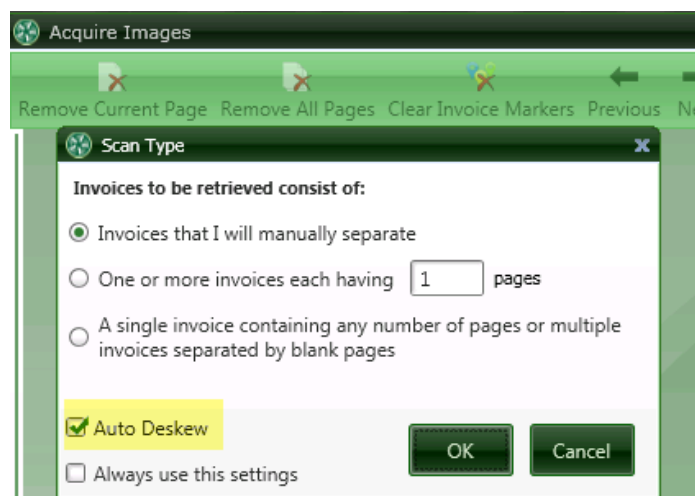 Acquire Images
Remove Current Page Remove All Pages Clear Invoice Markers Previous
Scan Type
Invoices to be retrieved consist of:
Invoices that I will manually separate
One or more invoices each having 1 pages
A single invoice containing any number of pages or multiple
invoices separated by blank pages
Auto Deskew
OK Cancel
Always use this settings